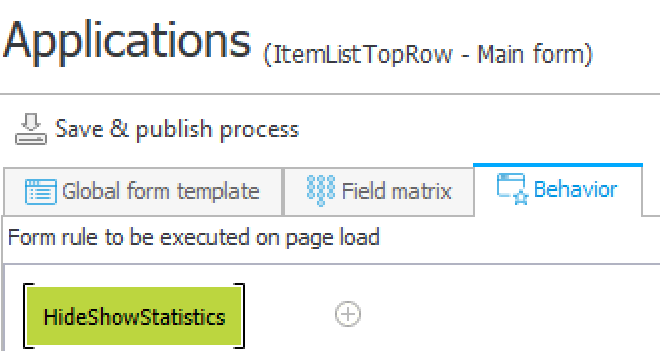 Applications (ItemListTopRow - Main form)
Save & publish process
Global form template Field matrix Behavior
Form rule to be executed on page load
HideShowStatistics